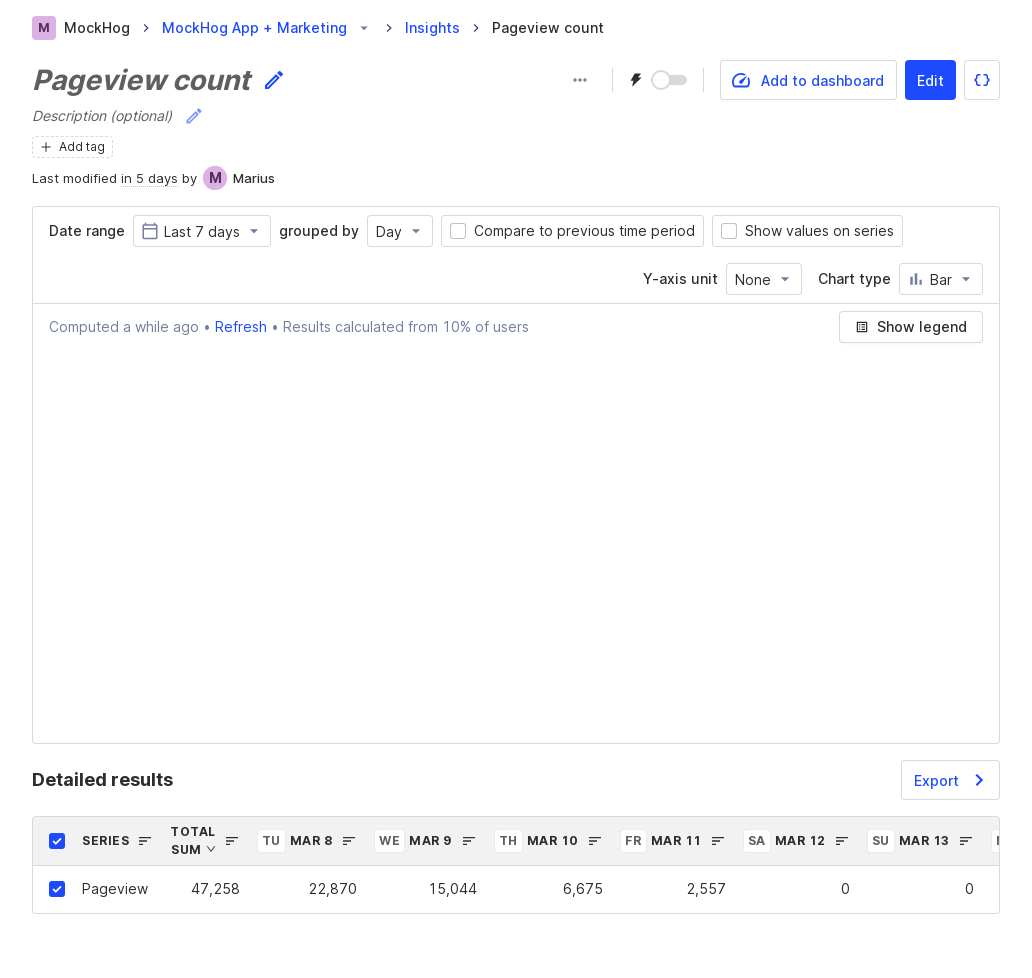 M MockHog MockHog App + Marketing Insights Pageview count
Pageview count
Add to dashboard Edit
Description (optional)
Add tag
Last modified in 5 days by M Marius
Date range Last 7 days grouped by Day Compare to previous time period Show values on series
Y-axis unit None Chart type Bar
Computed a while ago • Refresh • Results calculated from 10% of users Show legend
Detailed results Export
SERIES TOTAL SUM TU MAR 8 WE MAR 9 TH MAR 10 FR MAR 11 SA MAR 12 SU MAR 13
Pageview 47,258 22,870 15,044 6,675 2,557 0 0